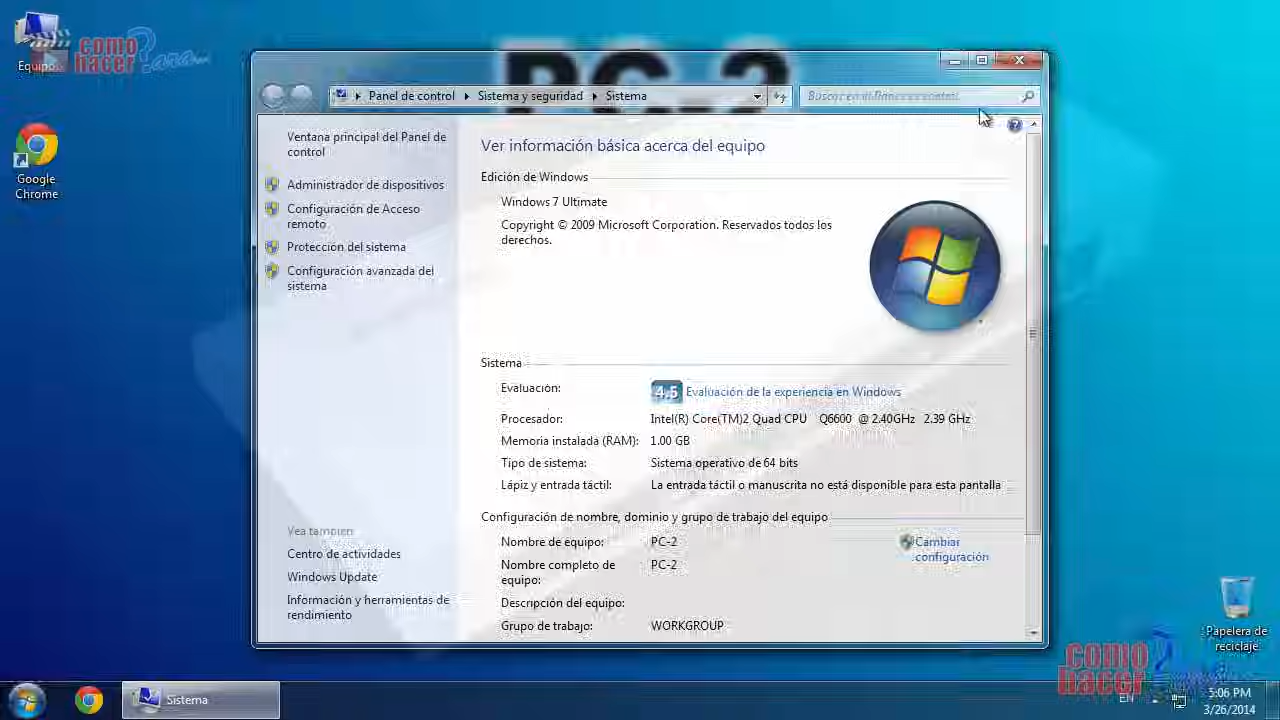 Equipo
como
hacer
?ara...
PC-2
Panel de control
Sistema y seguridad
Sistema
Ventana principal del Panel de
control
Administrador de dispositivos
Configuración de Acceso
remoto
Protección del sistema
Configuración avanzada del
sistema
Google
Chrome
Ver información básica acerca del equipo
Edición de Windows
Windows 7 Ultimate
Copyright © 2009 Microsoft Corporation. Reservados todos los
derechos.
Sistema
Evaluación:
4,5 Evaluación de la experiencia en Windows
Procesador: Intel(R) Core(TM)2 Quad CPU Q6600 @ 2.40GHz 2.39 GHz
Memoria instalada (RAM): 1.00 GB
Tipo de sistema: Sistema operativo de 64 bits
Lápiz y entrada táctil: La entrada táctil o manuscrita no está disponible para esta pantalla
Configuración de nombre, dominio y grupo de trabajo del equipo
Nombre de equipo: PC-2
Cambiar
configuración
Nombre completo de
equipo:
PC-2
Descripción del equipo:
Grupo de trabajo: WORKGROUP
Vea también
Centro de actividades
Windows Update
Información y herramientas de
rendimiento
Papelera de
reciclaje
como
hacer
Sistema
EN
5:06 PM
3/26/2014